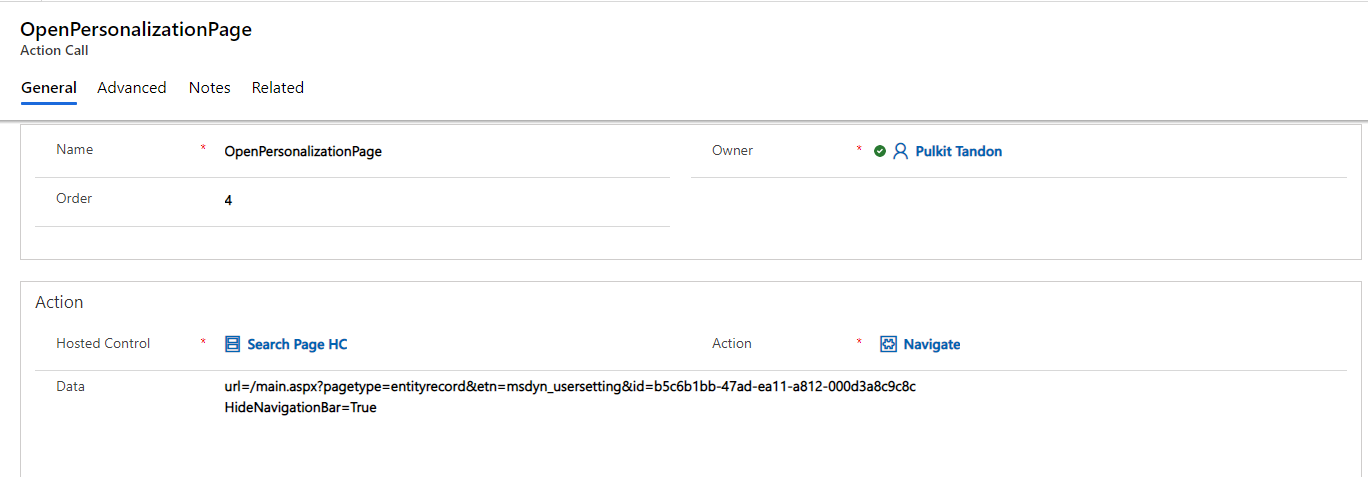 OpenPersonalizationPage
Action Call
General Advanced Notes Related
Name * OpenPersonalizationPage Owner * Pulkit Tandon
Order 4
Action
Hosted Control * Search Page HC Action * Navigate
Data url=/main.aspx?pagetype=entityrecord&etn=msdyn_usersetting&id=b5c6b1bb-47ad-ea11-a812-000d3a8c9c8c
HideNavigationBar=True